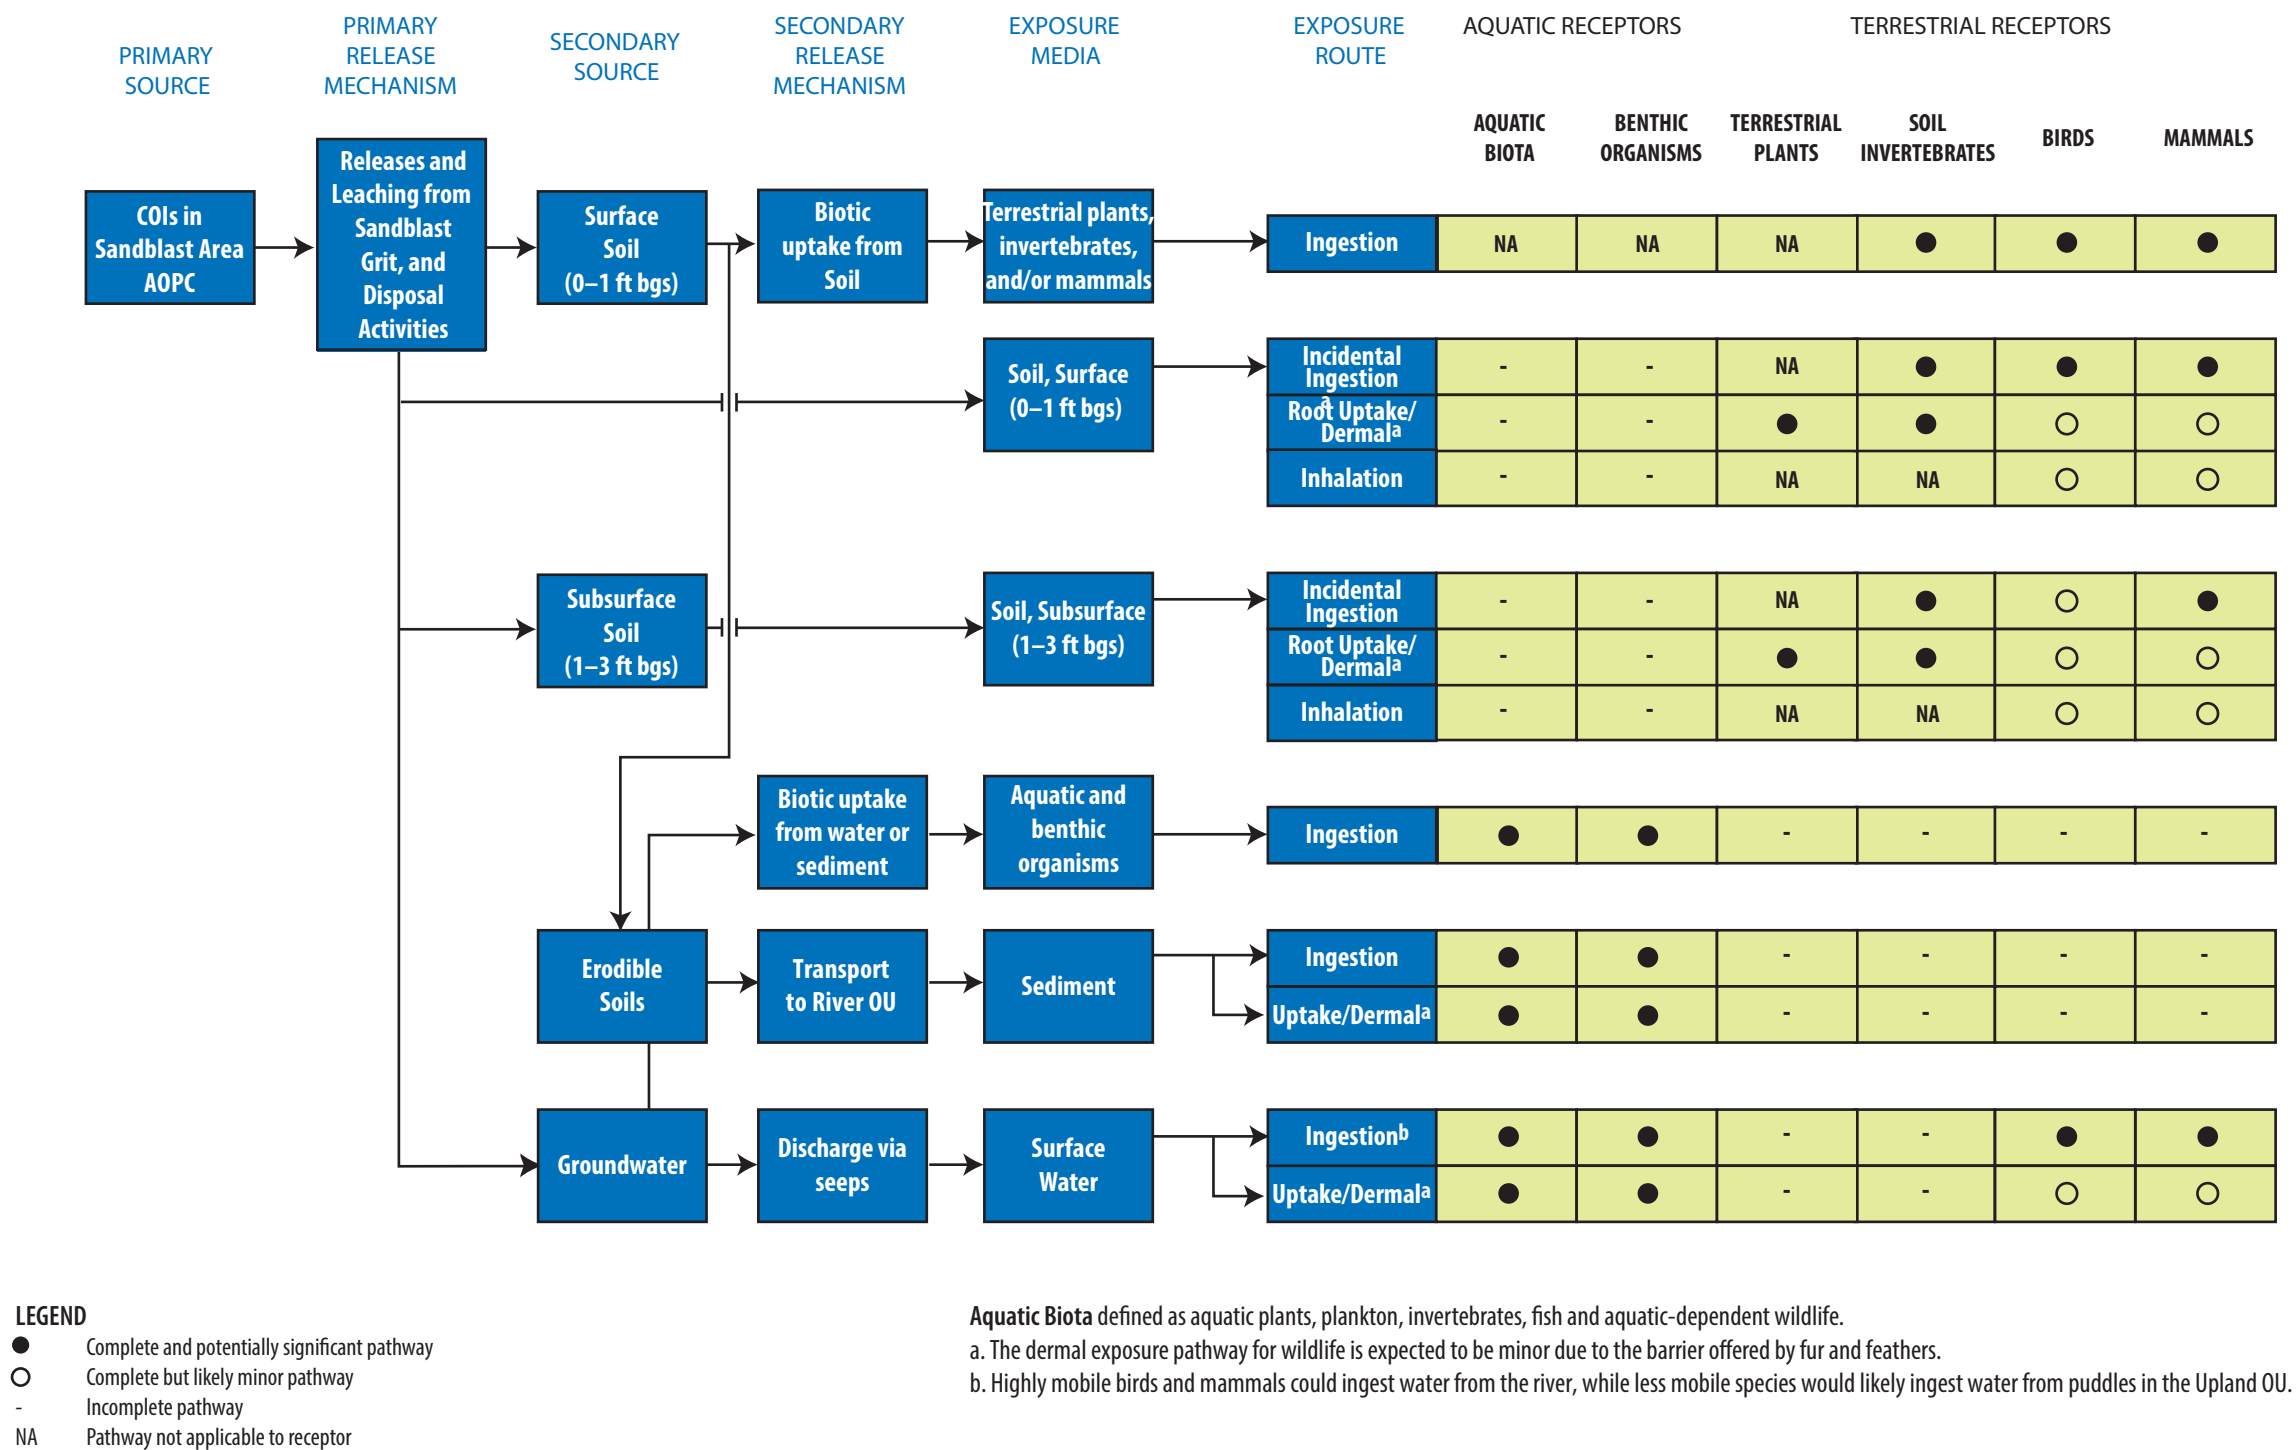 PRIMARY
SOURCE
PRIMARY
RELEASE
MECHANISM
SECONDARY
SOURCE
SECONDARY
RELEASE
MECHANISM
EXPOSURE
MEDIA
EXPOSURE
ROUTE
AQUATIC RECEPTORS
TERRESTRIAL RECEPTORS
AQUATIC
BIOTA
BENTHIC
ORGANISMS
TERRESTRIAL
PLANTS
SOIL
INVERTEBRATES
BIRDS
MAMMALS
COIs in
Sandblast Area
AOPC
Releases and
Leaching from
Sandblast
Grit, and
Disposal
Activities
Surface
Soil
(0–1 ft bgs)
Biotic
uptake from
Soil
Terrestrial plants,
invertebrates,
and/or mammals
Ingestion
NA NA NA ● ● ●
Soil, Surface
(0–1 ft bgs)
Incidental
Ingestion
a
- - NA ● ● ●
Root Uptake/
Dermala
- - ● ● ○ ○
Inhalation
- - NA NA ○ ○
Subsurface
Soil
(1–3 ft bgs)
Soil, Subsurface
(1–3 ft bgs)
Incidental
Ingestion
- - NA ● ○ ●
Root Uptake/
Dermala
- - ● ● ○ ○
Inhalation
- - NA NA ○ ○
Biotic uptake
from water or
sediment
Aquatic and
benthic
organisms
Ingestion
● ● - - - -
Erodible
Soils
Transport
to River OU
Sediment
Ingestion
● ● - - - -
Uptake/Dermala
● ● - - - -
Groundwater
Discharge via
seeps
Surface
Water
Ingestionb
● ● - - ● ●
Uptake/Dermala
● ● - - ○ ○
LEGEND
● Complete and potentially significant pathway
○ Complete but likely minor pathway
- Incomplete pathway
NA Pathway not applicable to receptor
Aquatic Biota defined as aquatic plants, plankton, invertebrates, fish and aquatic-dependent wildlife.
a. The dermal exposure pathway for wildlife is expected to be minor due to the barrier offered by fur and feathers.
b. Highly mobile birds and mammals could ingest water from the river, while less mobile species would likely ingest water from puddles in the Upland OU.